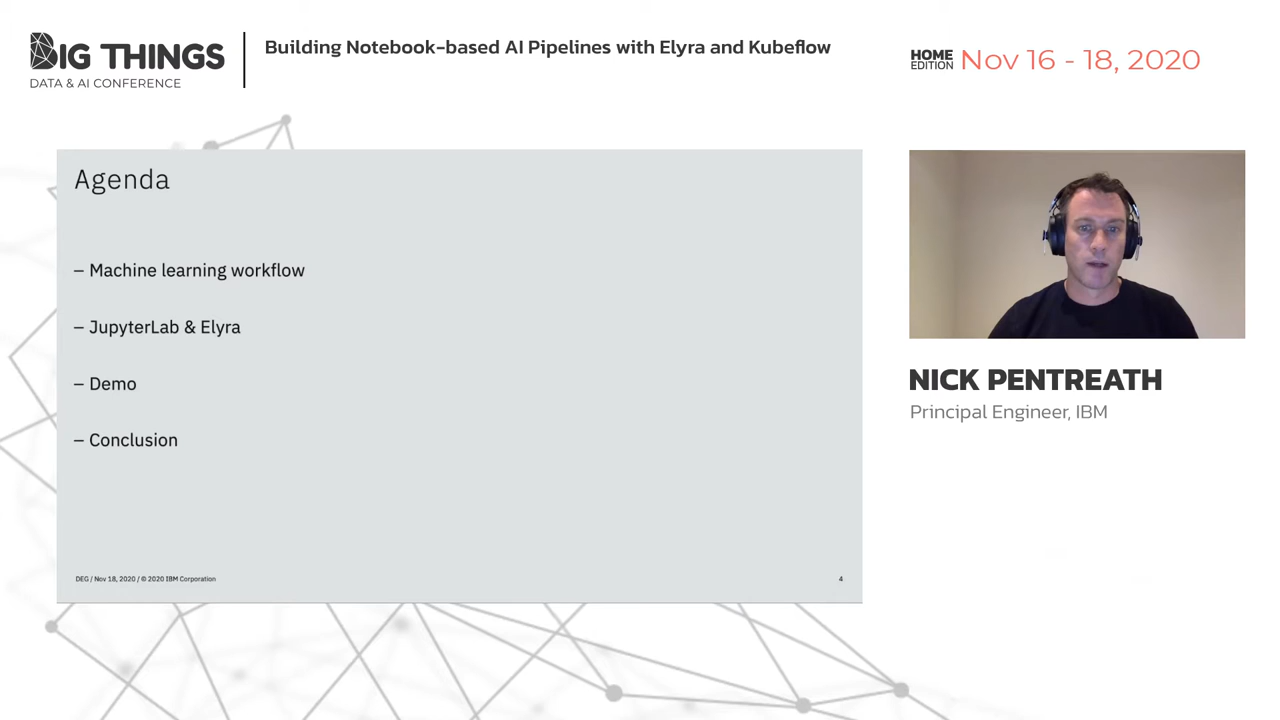 BIG THINGS
DATA & AI CONFERENCE
Building Notebook-based AI Pipelines with Elyra and Kubeflow
HOME
EDITION
Nov 16 - 18, 2020
Agenda
– Machine learning workflow
– JupyterLab & Elyra
– Demo
– Conclusion
DEG / Nov 18, 2020 / © 2020 IBM Corporation
4
NICK PENTREATH
Principal Engineer, IBM